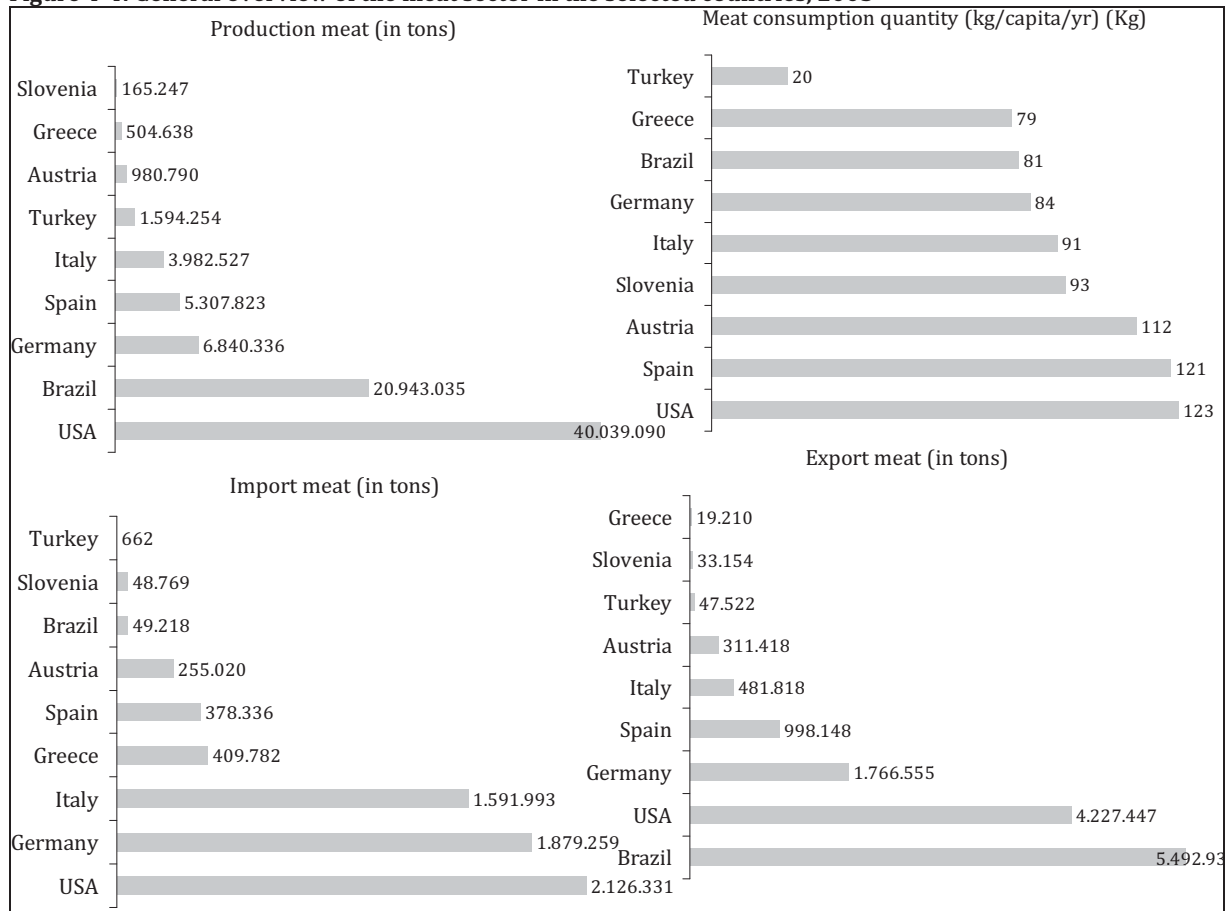 Production meat (in tons)
Slovenia 165.247
Greece 504.638
Austria 980.790
Turkey 1.594.254
Italy 3.982.527
Spain 5.307.823
Germany 6.840.336
Brazil 20.943.035
USA 40.039.090
Meat consumption quantity (kg/capita/yr) (Kg)
Turkey 20
Greece 79
Brazil 81
Germany 84
Italy 91
Slovenia 93
Austria 112
Spain 121
USA 123
Import meat (in tons)
Turkey 662
Slovenia 48.769
Brazil 49.218
Austria 255.020
Spain 378.336
Greece 409.782
Italy 1.591.993
Germany 1.879.259
USA 2.126.331
Export meat (in tons)
Greece 19.210
Slovenia 33.154
Turkey 47.522
Austria 311.418
Italy 481.818
Spain 998.148
Germany 1.766.555
USA 4.227.447
Brazil 5.492.93